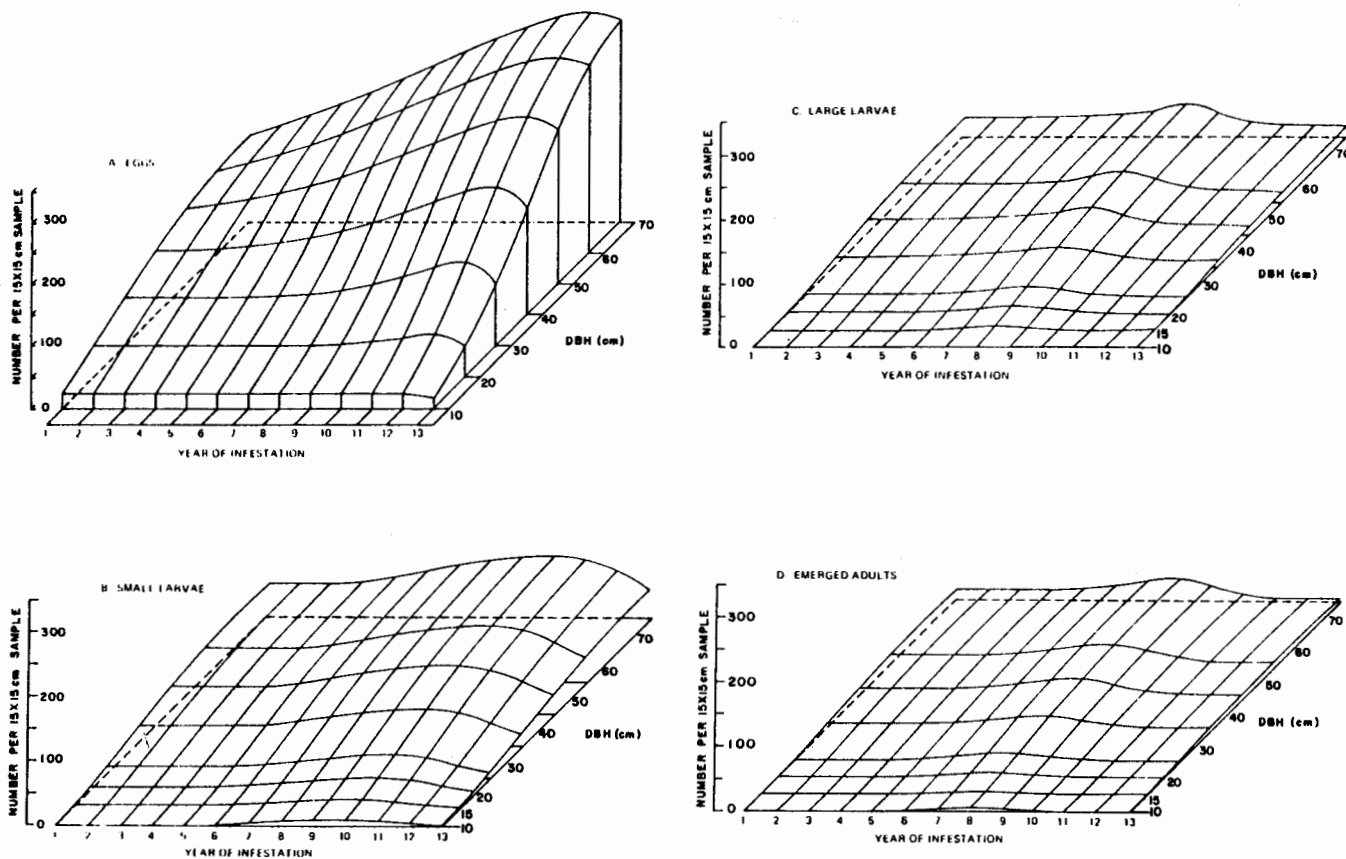 A. EGGS
NUMBER PER 15X15 cm SAMPLE
300
200
100
0
1 2 3 4 5 6 7 8 9 10 11 12 13
YEAR OF INFESTATION
10
20
30
40
50
60
70
DBH (cm)
C. LARGE LARVAE
NUMBER PER 15X15 cm SAMPLE
300
200
100
0
1 2 3 4 5 6 7 8 9 10 11 12 13
YEAR OF INFESTATION
10
15
20
30
40
50
60
70
DBH (cm)
B. SMALL LARVAE
NUMBER PER 15X15 cm SAMPLE
300
200
100
0
1 2 3 4 5 6 7 8 9 10 11 12 13
YEAR OF INFESTATION
10
15
20
30
40
50
60
70
DBH (cm)
D. EMERGED ADULTS
NUMBER PER 15X15 cm SAMPLE
300
200
100
0
1 2 3 4 5 6 7 8 9 10 11 12 13
YEAR OF INFESTATION
10
15
20
30
40
50
60
70
DBH (cm)